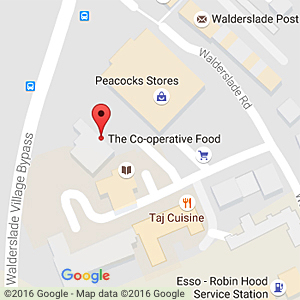 Walderslade Post
Walderslade Rd
Peacocks Stores
The Co-operative Food
Walderslade Village Bypass
Taj Cuisine
Esso - Robin Hood
Service Station
Google
©2016 Google - Map data ©2016 Google